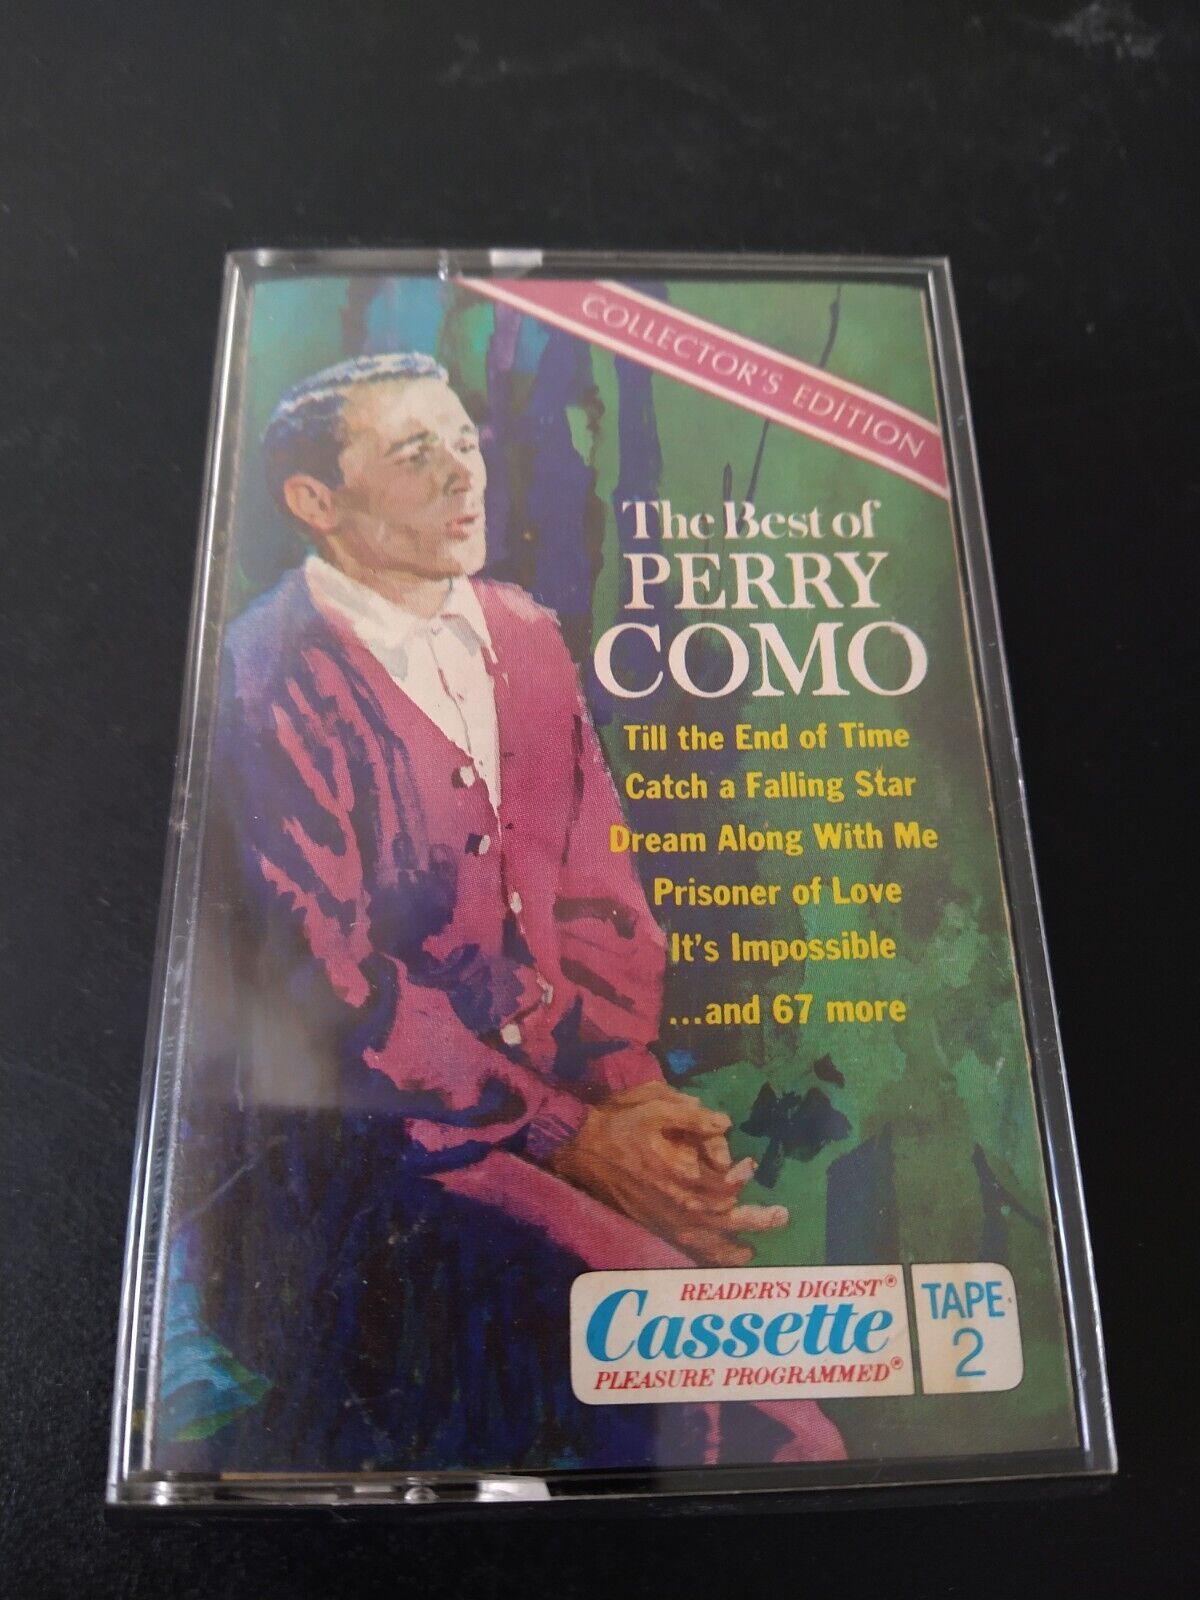 COLLECTOR'S EDITION
The Best of
PERRY
COMO
Till the End of Time
Catch a Falling Star
Dream Along With Me
Prisoner of Love
It's Impossible
...and 67 more
READER'S DIGEST®
Cassette
PLEASURE PROGRAMMED®
TAPE
2